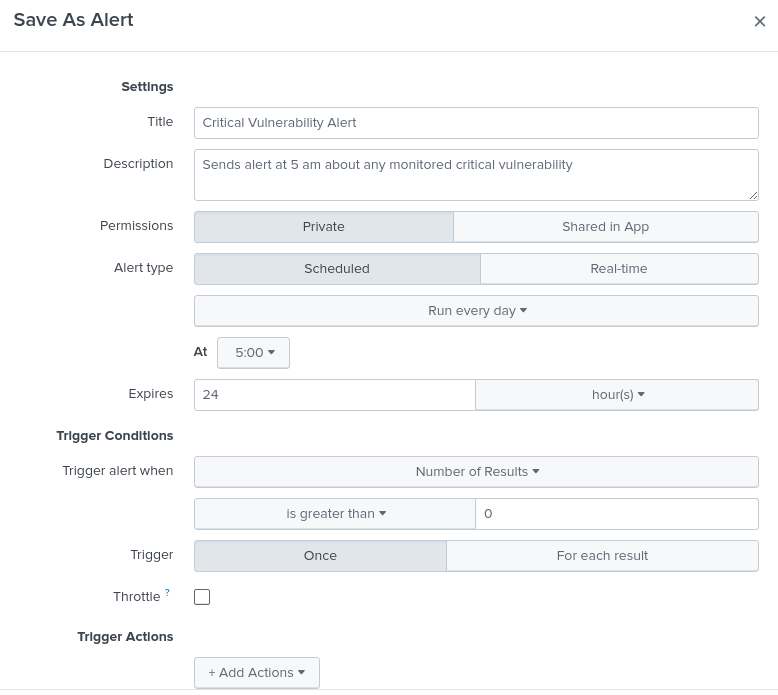 Save As Alert ×
Settings
Title Critical Vulnerability Alert
Description Sends alert at 5 am about any monitored critical vulnerability
Permissions Private Shared in App
Alert type Scheduled Real-time
Run every day
At 5:00
Expires 24 hour(s)
Trigger Conditions
Trigger alert when Number of Results
is greater than 0
Trigger Once For each result
Throttle ?
Trigger Actions
+ Add Actions